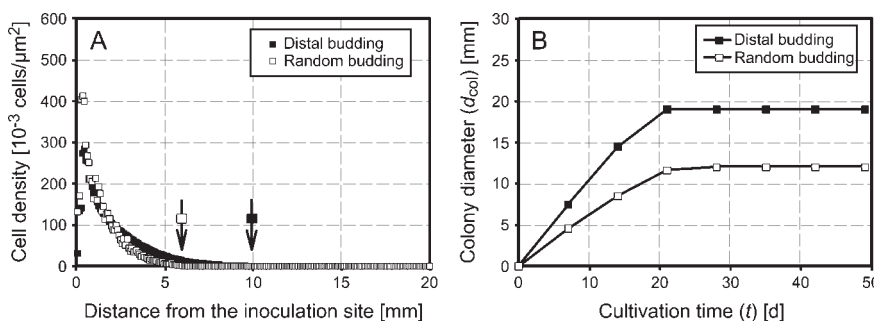 A
Distal budding
Random budding
Cell density [10-3 cells/µm2]
600
500
400
300
200
100
0
0 5 10 15 20
Distance from the inoculation site [mm]
B
Distal budding
Random budding
Colony diameter (dcol) [mm]
30
25
20
15
10
5
0
0 10 20 30 40 50
Cultivation time (t) [d]